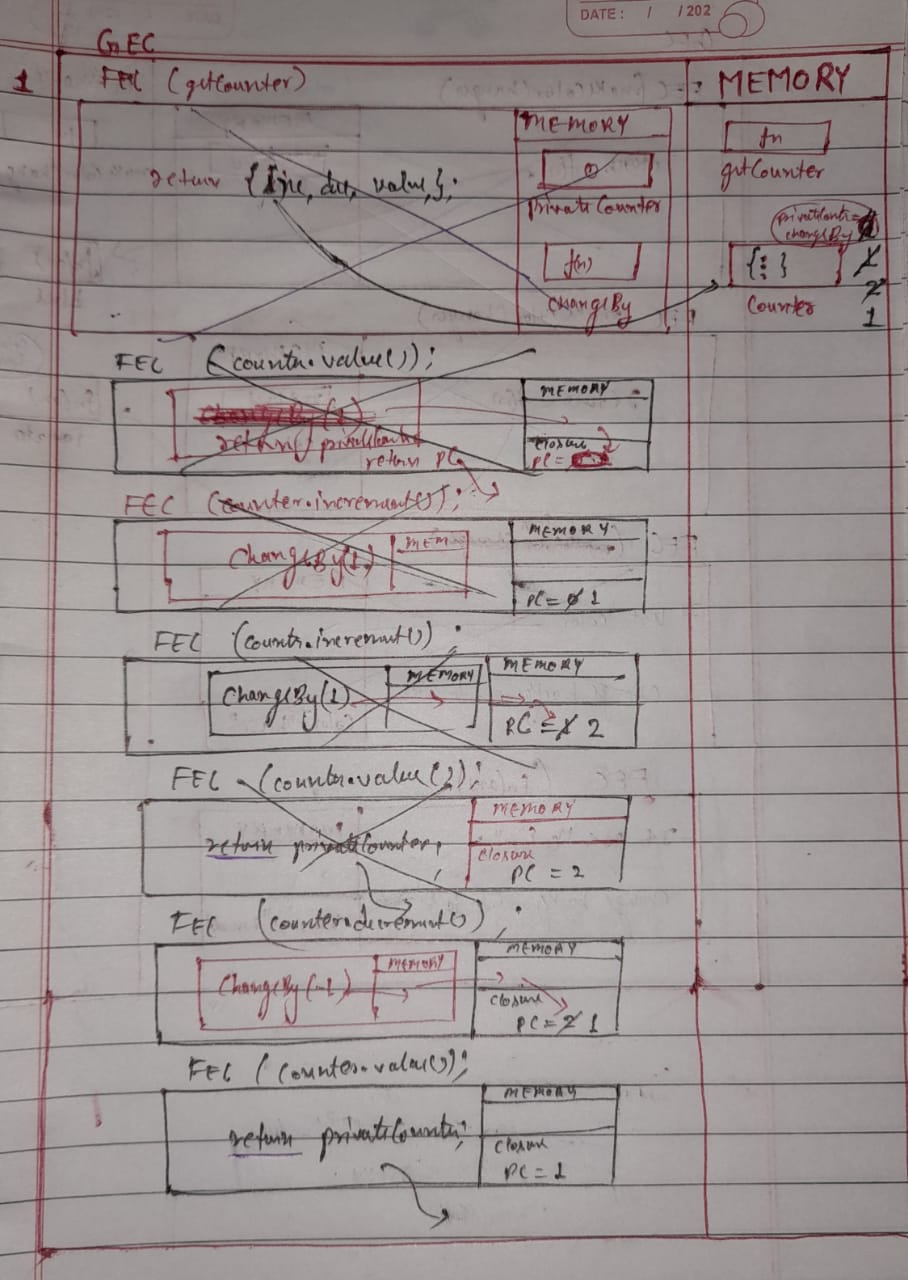 DATE: / /202
GEC
1 FEC (getCounter) MEMORY
MEMORY
fn
getCounter
return { Inc, dec, value, };
0
privateCounter
privateCounter=
changeBy
f(n)
{ : }
1
2
1
changeBy
Counter
FEC (counter.value());
MEMORY
changeBy(1)
return privateCounter
return PC
closure
PC =
FEC (counter.increment());
MEMORY
ChangeBy(1) MEM
PC = 0 1
FEC (counter.increment())
MEMORY
ChangeBy(1) MEMORY
PC = 1 2
FEC (counter.value());
MEMORY
return privateCounter;
closure
PC = 2
FEC (counter.decrement())
MEMORY
ChangeBy(-1) MEMORY
closure
PC = 2 1
FEC (counter.value());
MEMORY
return privateCounter;
closure
PC = 1